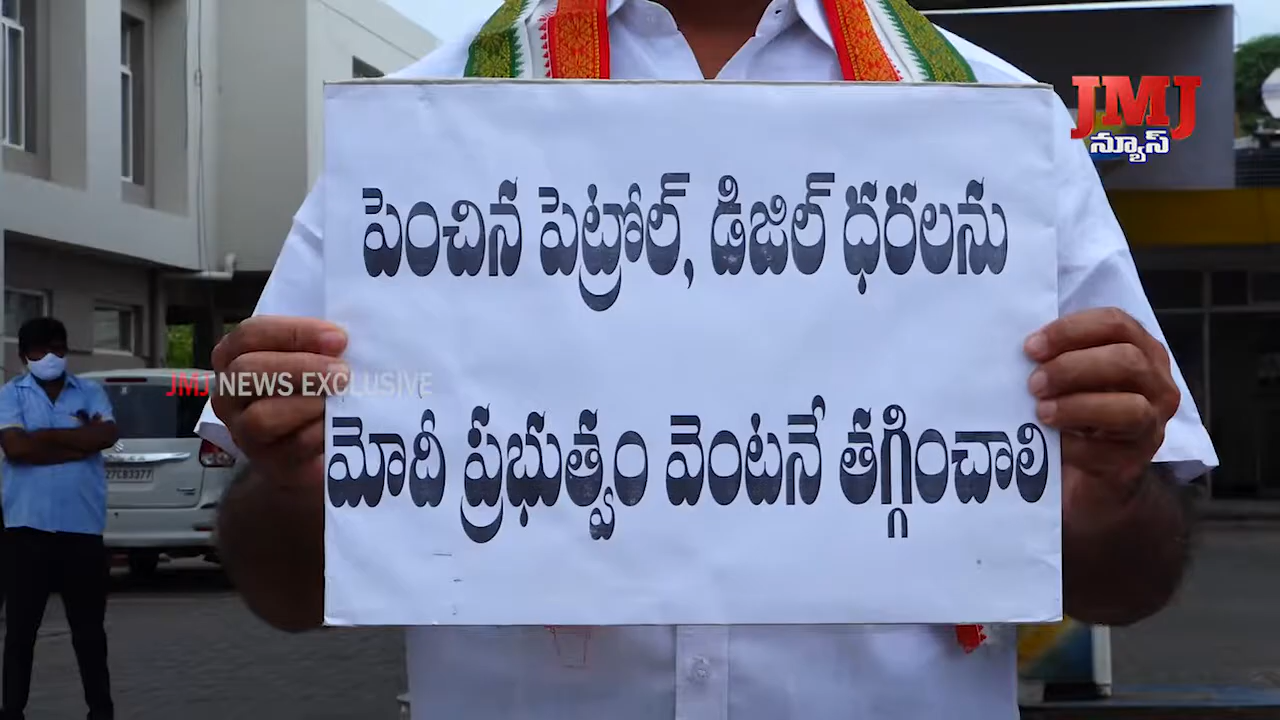 JMJ
న్యూస్
పెంచిన పెట్రోల్, డిజిల్ ధరలను
JMJ NEWS EXCLUSIVE
మోదీ ప్రభుత్వం వెంటనే తగ్గించాలి